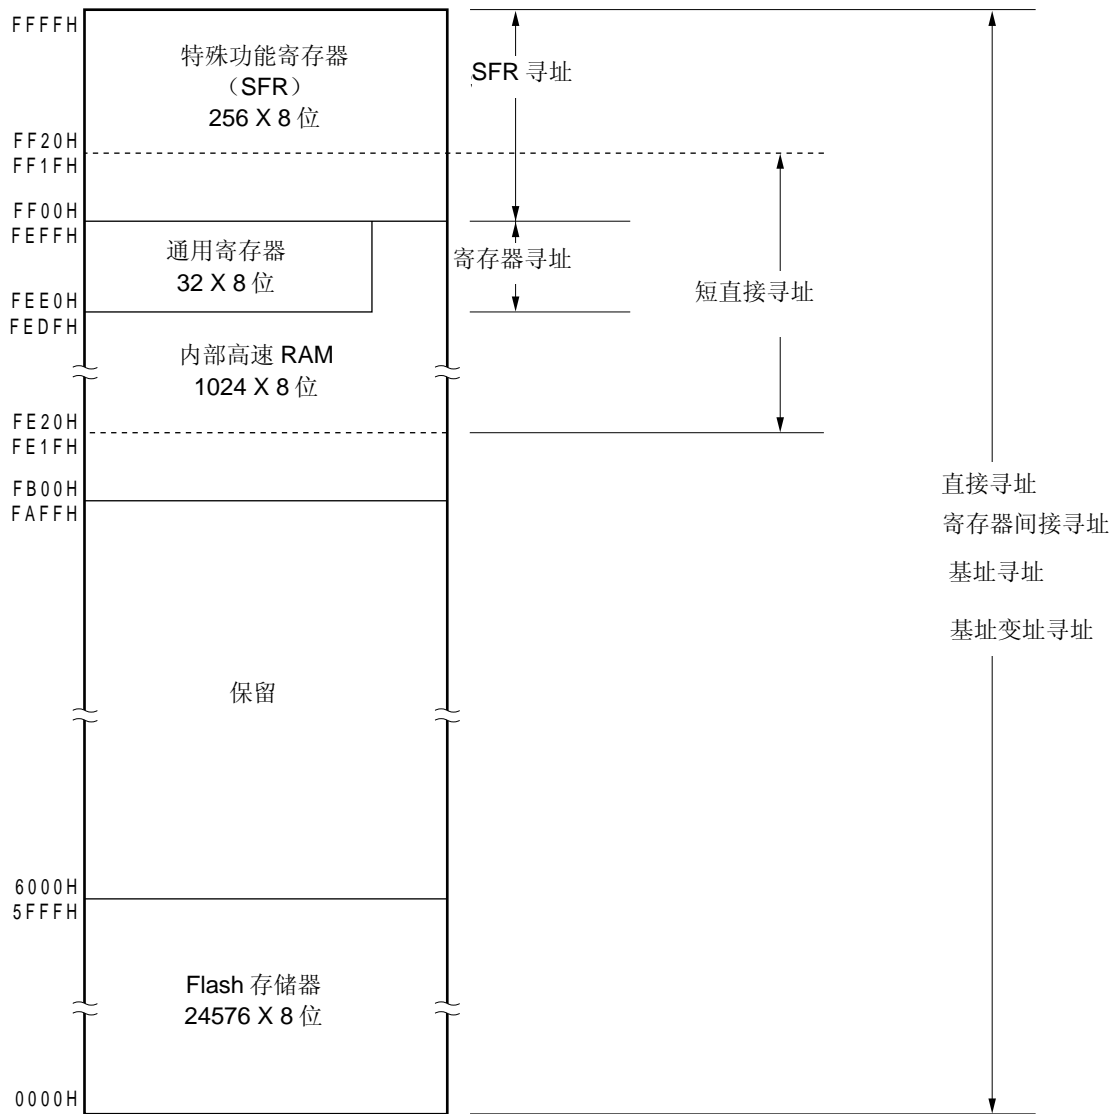 FFFFH
特殊功能寄存器
（SFR）
256 X 8 位
SFR 寻址
FF20H
FF1FH
FF00H
FEFFH
通用寄存器
32 X 8 位
寄存器寻址
短直接寻址
FEE0H
FEDFH
内部高速 RAM
1024 X 8 位
FE20H
FE1FH
FB00H
FAFFH
直接寻址
寄存器间接寻址
基址寻址
基址变址寻址
保留
6000H
5FFFH
Flash 存储器
24576 X 8 位
0000H